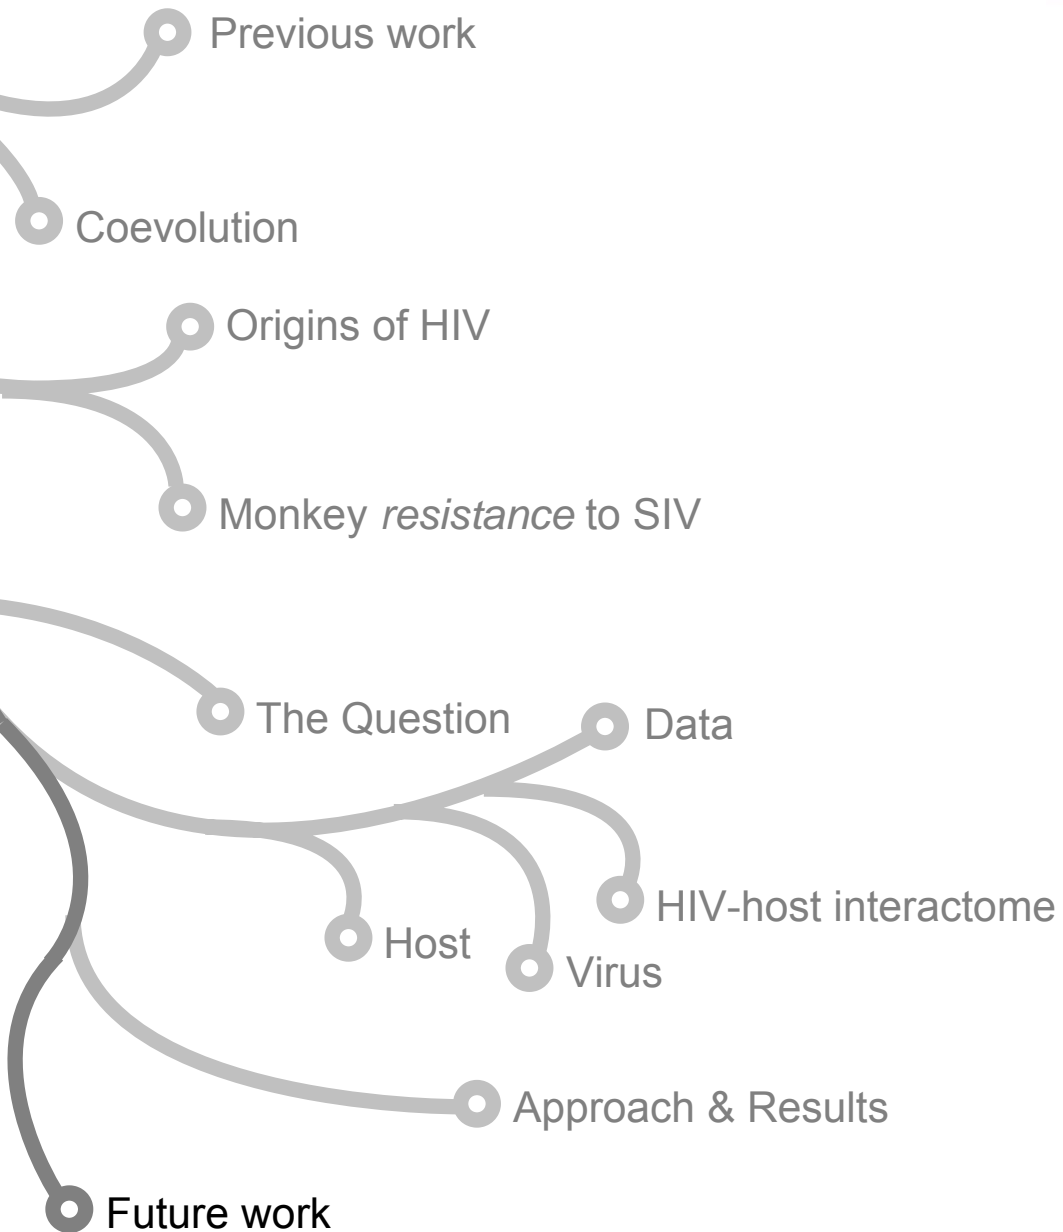 Previous work
Coevolution
Origins of HIV
Monkey resistance to SIV
The Question
Data
HIV-host interactome
Host
Virus
Approach & Results
Future work